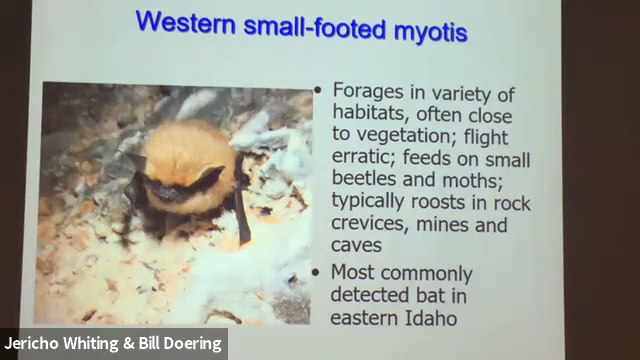 Western small-footed myotis
• Forages in variety of
habitats, often close
to vegetation; flight
erratic; feeds on small
beetles and moths;
typically roosts in rock
crevices, mines and
caves
• Most commonly
detected bat in
eastern Idaho
Jericho Whiting & Bill Doering